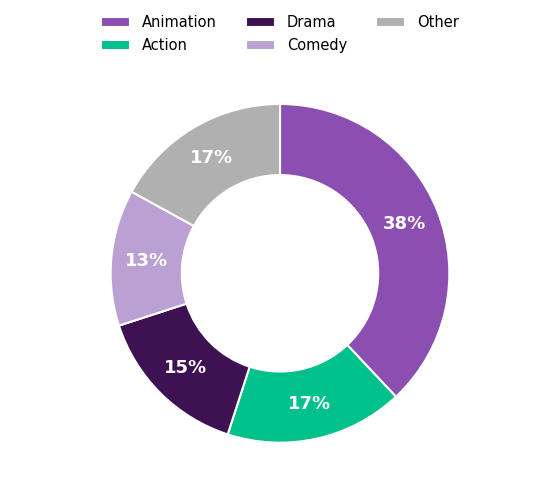 Animation Drama Other
Action Comedy
17%
38%
13%
15%
17%